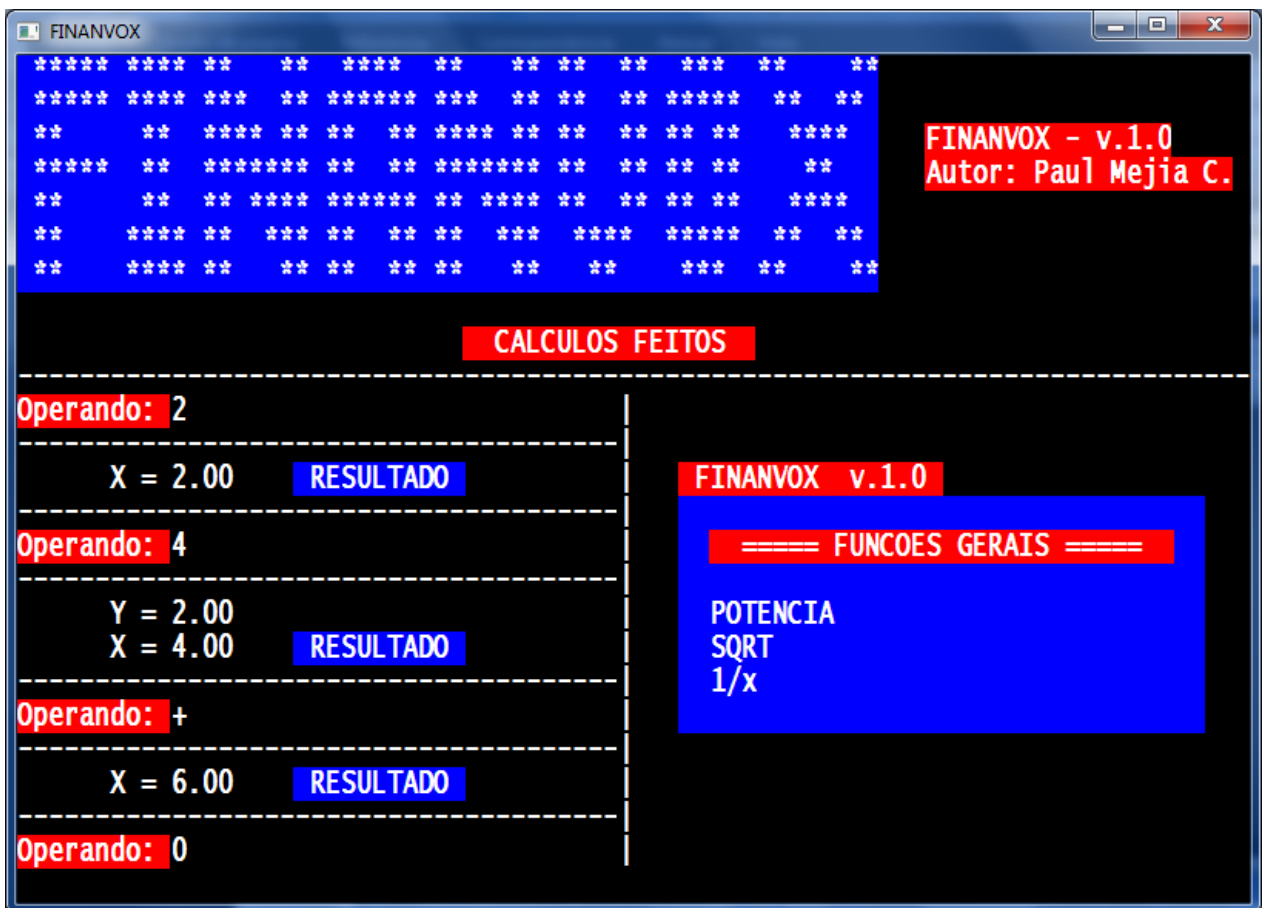 FINANVOX
***** **** **    **   ****   **    ** **   **   ***   **     **
***** **** ***   ** ****** ***   ** **   ** *****   **  **
**      **   **** ** **   ** **** ** **   ** ** **    ****
*****   **   ******* **   ** ******* **   ** ** **     **
**      **   ** **** ****** ** **** **   ** ** **    ****
**     **** **   *** **   ** **   ***   ****   *****   **  **
**     **** **    ** **   ** **    **    **     ***   **     **
FINANVOX - v.1.0
Autor: Paul Mejia C.
CALCULOS FEITOS
Operando: 2
X = 2.00 RESULTADO
Operando: 4
Y = 2.00
X = 4.00 RESULTADO
Operando: +
X = 6.00 RESULTADO
Operando: 0
FINANVOX v.1.0
===== FUNCOES GERAIS =====
POTENCIA
SQRT
1/x